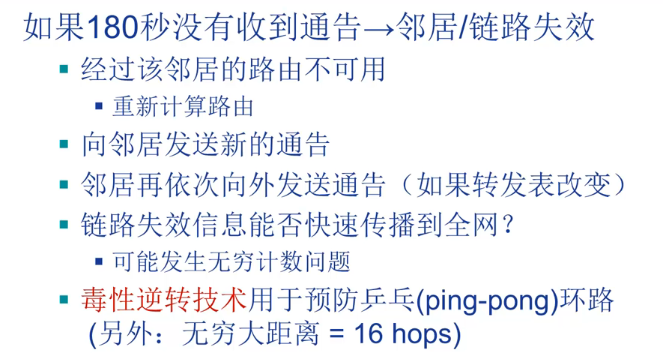 如果180秒没有收到通告→邻居/链路失效
▪ 经过该邻居的路由不可用
▪ 重新计算路由
▪ 向邻居发送新的通告
▪ 邻居再依次向外发送通告（如果转发表改变）
▪ 链路失效信息能否快速传播到全网？
▪ 可能发生无穷计数问题
▪ 毒性逆转技术用于预防乒乓(ping-pong)环路
(另外：无穷大距离 = 16 hops)